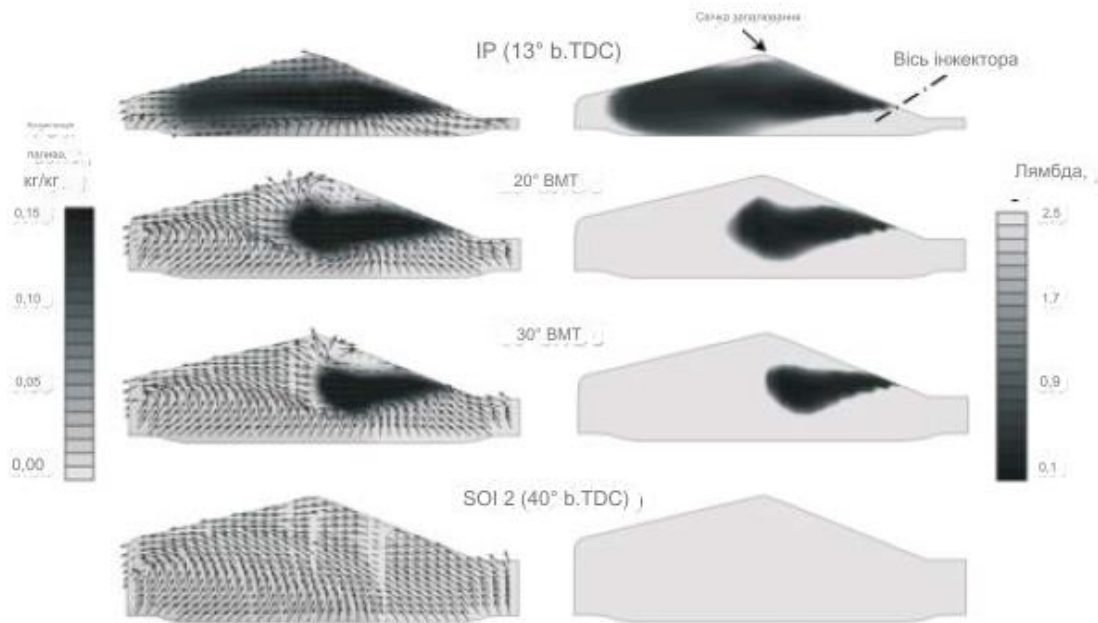 Свічка запалювання
IP (13° b.TDC)
Вісь інжектора
палива,
кг/кг
0,15
0,10
0,05
0,00
20° ВМТ
30° ВМТ
SOI 2 (40° b.TDC)
Лямбда,
-
2.5
1,7
0,9
0,1